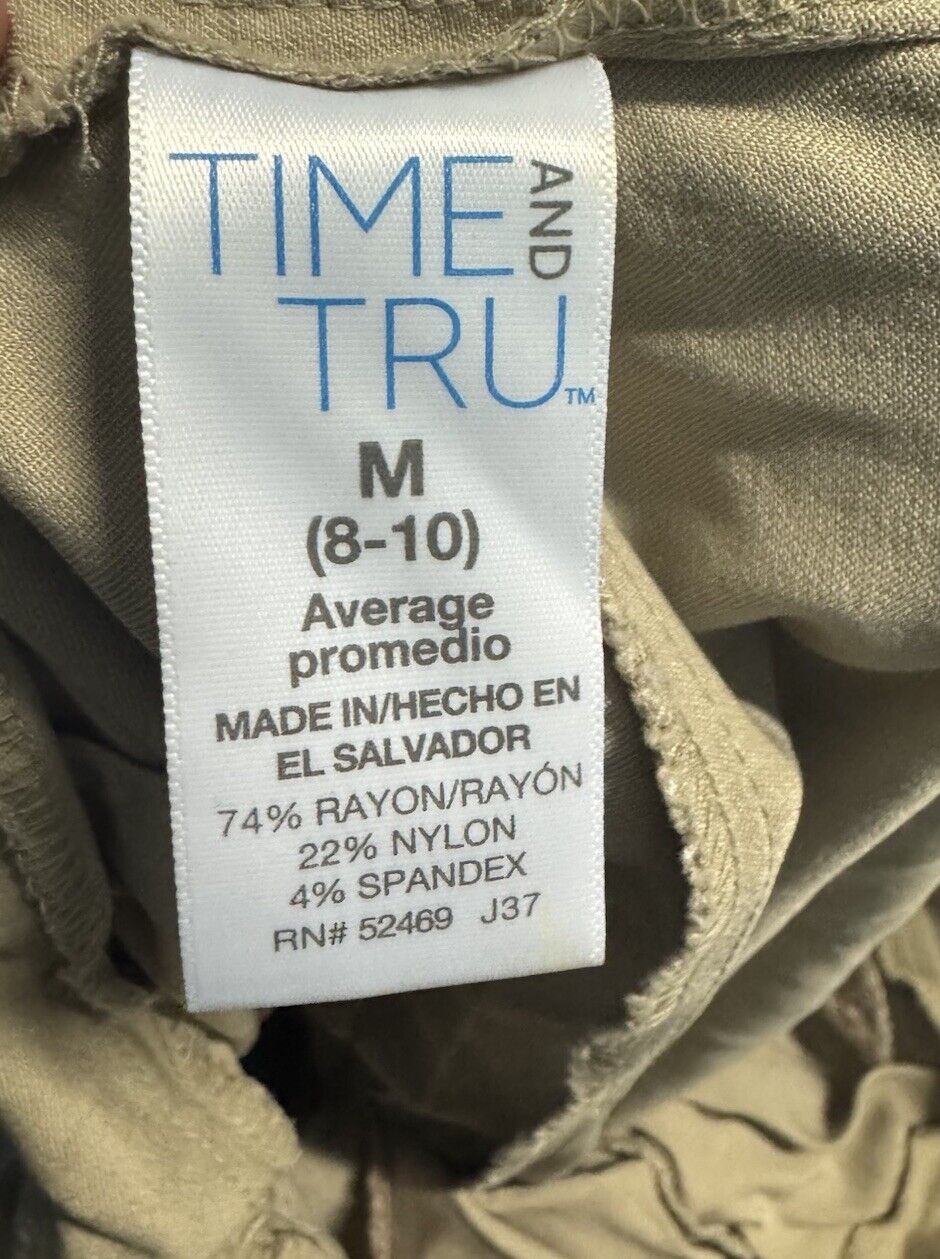 TIME AND
TRU™
M
(8-10)
Average
promedio
MADE IN/HECHO EN
EL SALVADOR
74% RAYON/RAYÓN
22% NYLON
4% SPANDEX
RN# 52469 J37